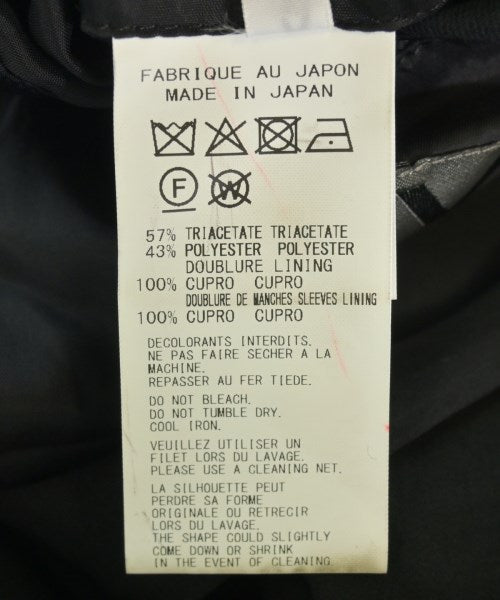 FABRIQUE AU JAPON
MADE IN JAPAN
F W
57% TRIACETATE TRIACETATE
43% POLYESTER POLYESTER
DOUBLURE LINING
100% CUPRO CUPRO
DOUBLURE DE MANCHES SLEEVES LINING
100% CUPRO CUPRO
DECOLORANTS INTERDITS.
NE PAS FAIRE SECHER A LA
MACHINE.
REPASSER AU FER TIEDE.
DO NOT BLEACH.
DO NOT TUMBLE DRY.
COOL IRON.
VEUILLEZ UTILISER UN
FILET LORS DU LAVAGE.
PLEASE USE A CLEANING NET.
LA SILHOUETTE PEUT
PERDRE SA FORME
ORIGINALE OU RETRECIR
LORS DU LAVAGE.
THE SHAPE COULD SLIGHTLY
COME DOWN OR SHRINK
IN THE EVENT OF CLEANING.